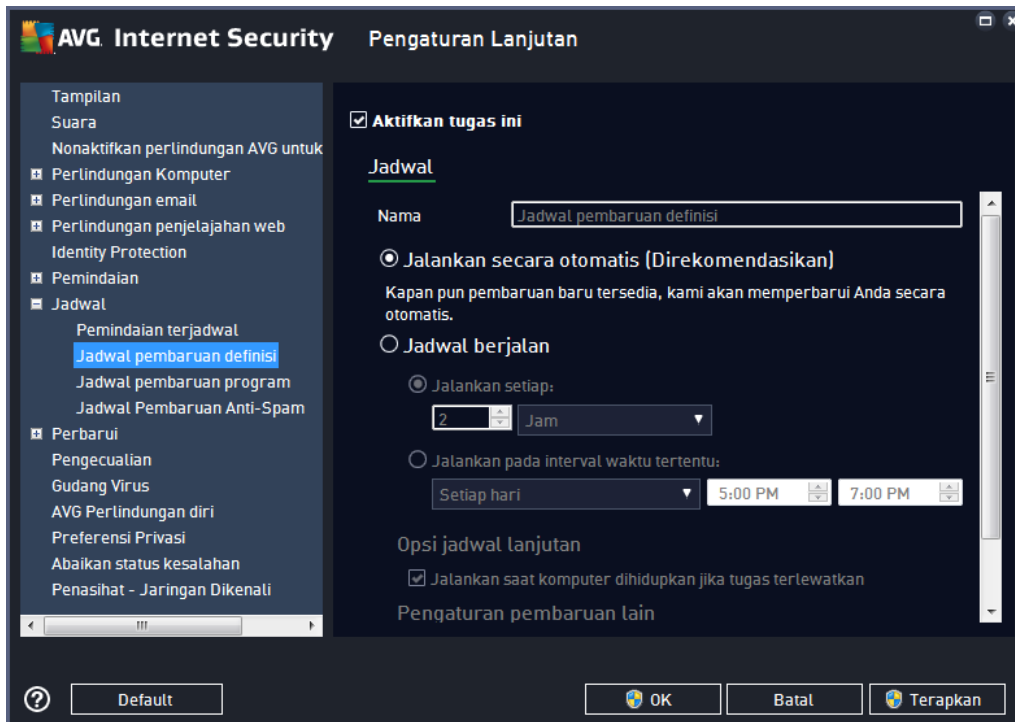 AVG Internet Security
Pengaturan Lanjutan
Tampilan
Suara
Nonaktifkan perlindungan AVG untuk
Perlindungan Komputer
Perlindungan email
Perlindungan penjelajahan web
Identity Protection
Pemindaian
Jadwal
Pemindaian terjadwal
Jadwal pembaruan definisi
Jadwal pembaruan program
Jadwal Pembaruan Anti-Spam
Perbarui
Pengecualian
Gudang Virus
AVG Perlindungan diri
Preferensi Privasi
Abaikan status kesalahan
Penasihat - Jaringan Dikenali
Aktifkan tugas ini
Jadwal
Nama Jadwal pembaruan definisi
Jalankan secara otomatis (Direkomendasikan)
Kapan pun pembaruan baru tersedia, kami akan memperbarui Anda secara
otomatis.
Jadwal berjalan
Jalankan setiap:
2 Jam
Jalankan pada interval waktu tertentu:
Setiap hari 5:00 PM 7:00 PM
Opsi jadwal lanjutan
Jalankan saat komputer dihidupkan jika tugas terlewatkan
Pengaturan pembaruan lain
? Default OK Batal Terapkan